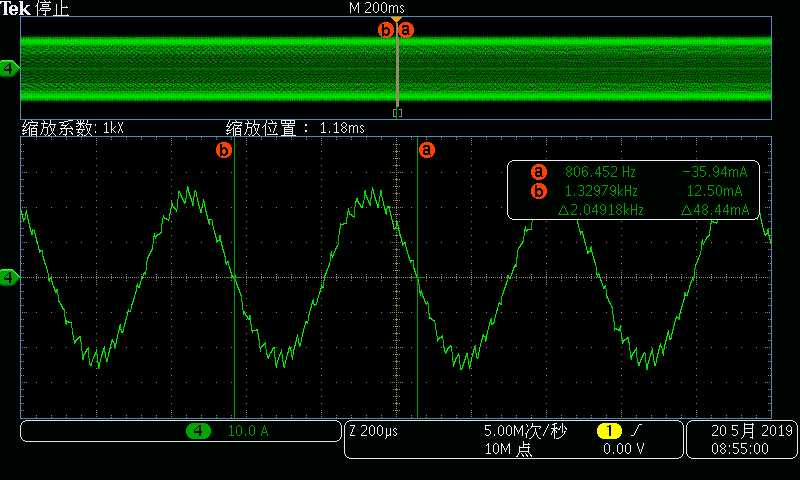 Tek 停止
M 200ms
b a
4
缩放系数: 1kX
缩放位置: 1.18ms
b
a
a 806.452 Hz −35.94mA
b 1.32979kHz 12.50mA
△2.04918kHz △48.44mA
4
4 10.0 A
Z 200µs 5.00M次/秒 1 0.00 V
10M 点
20 5月 2019
08:55:00